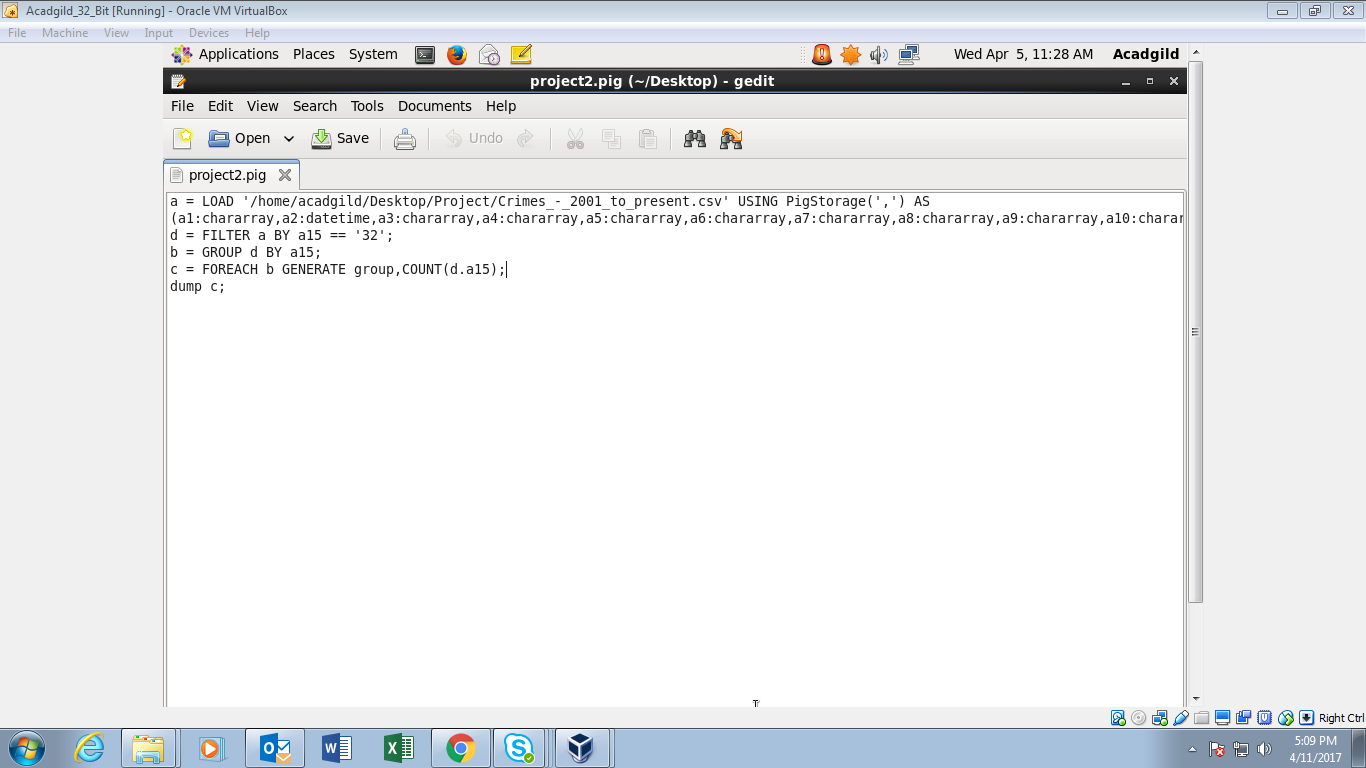 Acadgild_32_Bit [Running] - Oracle VM VirtualBox
File Machine View Input Devices Help
Applications Places System Wed Apr 5, 11:28 AM Acadgild
project2.pig (~/Desktop) - gedit
File Edit View Search Tools Documents Help
Open Save Undo
project2.pig
a = LOAD '/home/acadgild/Desktop/Project/Crimes_-_2001_to_present.csv' USING PigStorage(',') AS
(a1:chararray,a2:datetime,a3:chararray,a4:chararray,a5:chararray,a6:chararray,a7:chararray,a8:chararray,a9:chararray,a10:charar
d = FILTER a BY a15 == '32';
b = GROUP d BY a15;
c = FOREACH b GENERATE group,COUNT(d.a15);
dump c;
Right Ctrl
5:09 PM
4/11/2017